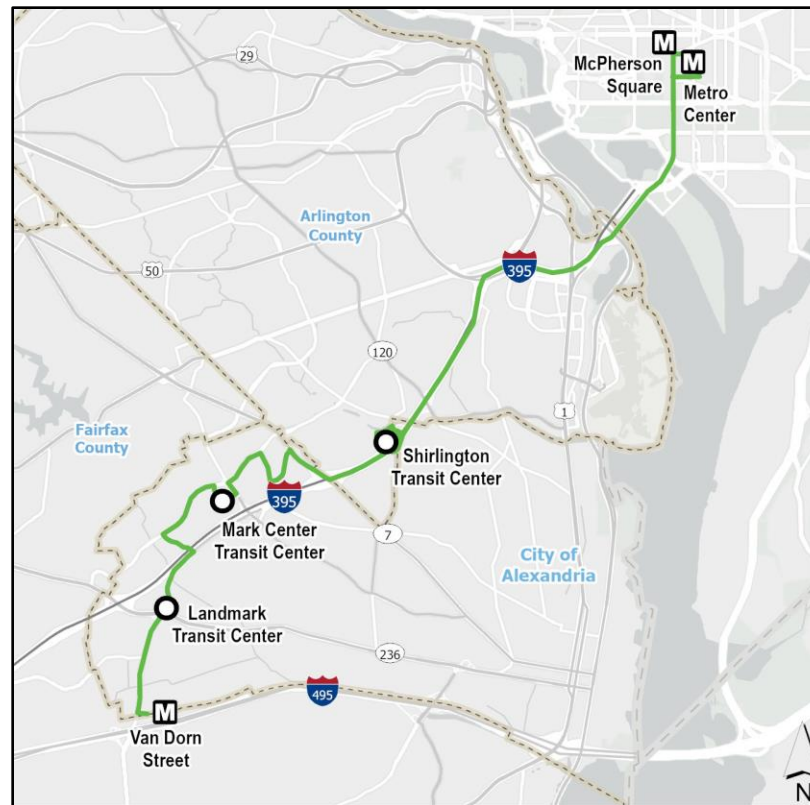 29
M
McPherson
Square
M
Metro
Center
Arlington
County
50
395
120
1
Fairfax
County
Shirlington
Transit Center
395
Mark Center
Transit Center
7
City of
Alexandria
Landmark
Transit Center
236
495
M
Van Dorn
Street
N